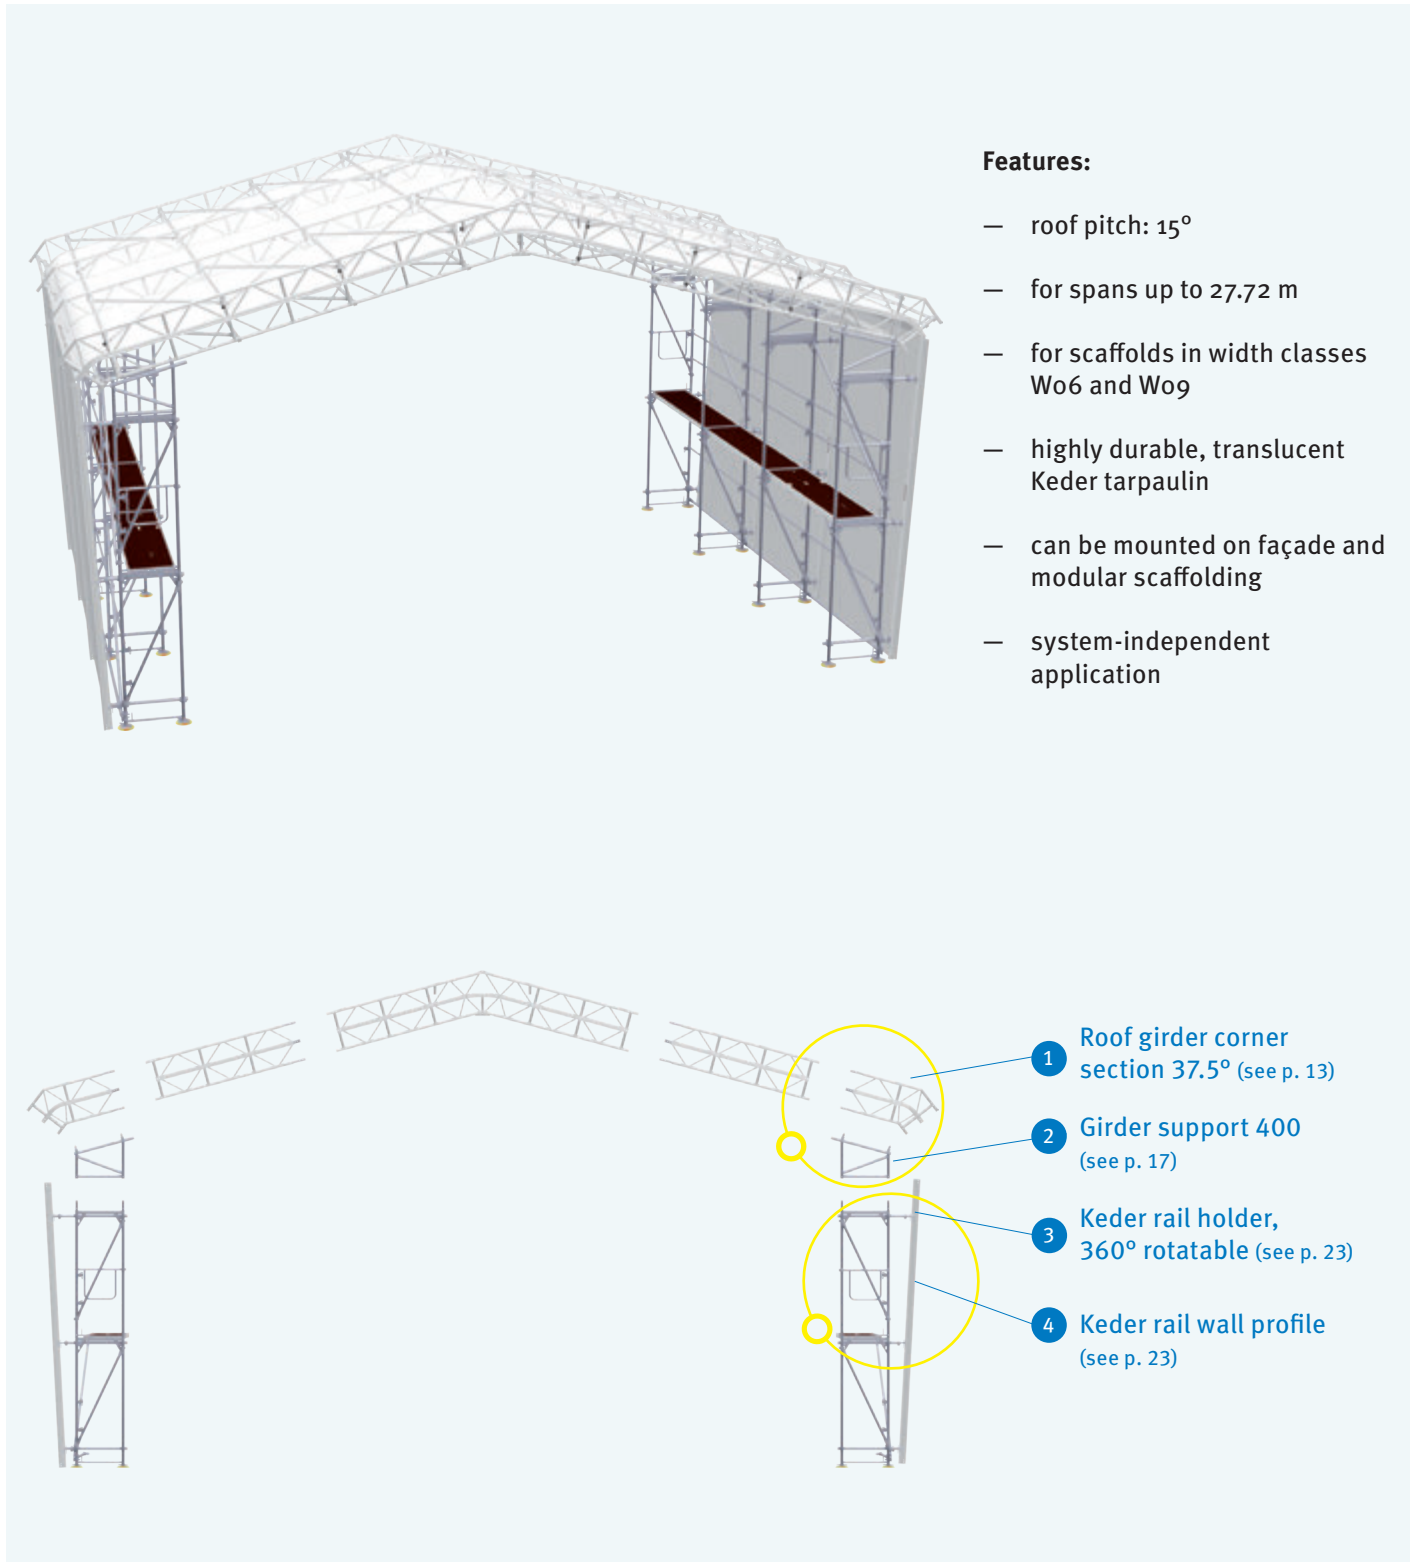 Features:
— roof pitch: 15°
— for spans up to 27.72 m
— for scaffolds in width classes
W06 and W09
— highly durable, translucent
Keder tarpaulin
— can be mounted on façade and
modular scaffolding
— system-independent
application
1 Roof girder corner
section 37.5° (see p. 13)
2 Girder support 400
(see p. 17)
3 Keder rail holder,
360° rotatable (see p. 23)
4 Keder rail wall profile
(see p. 23)